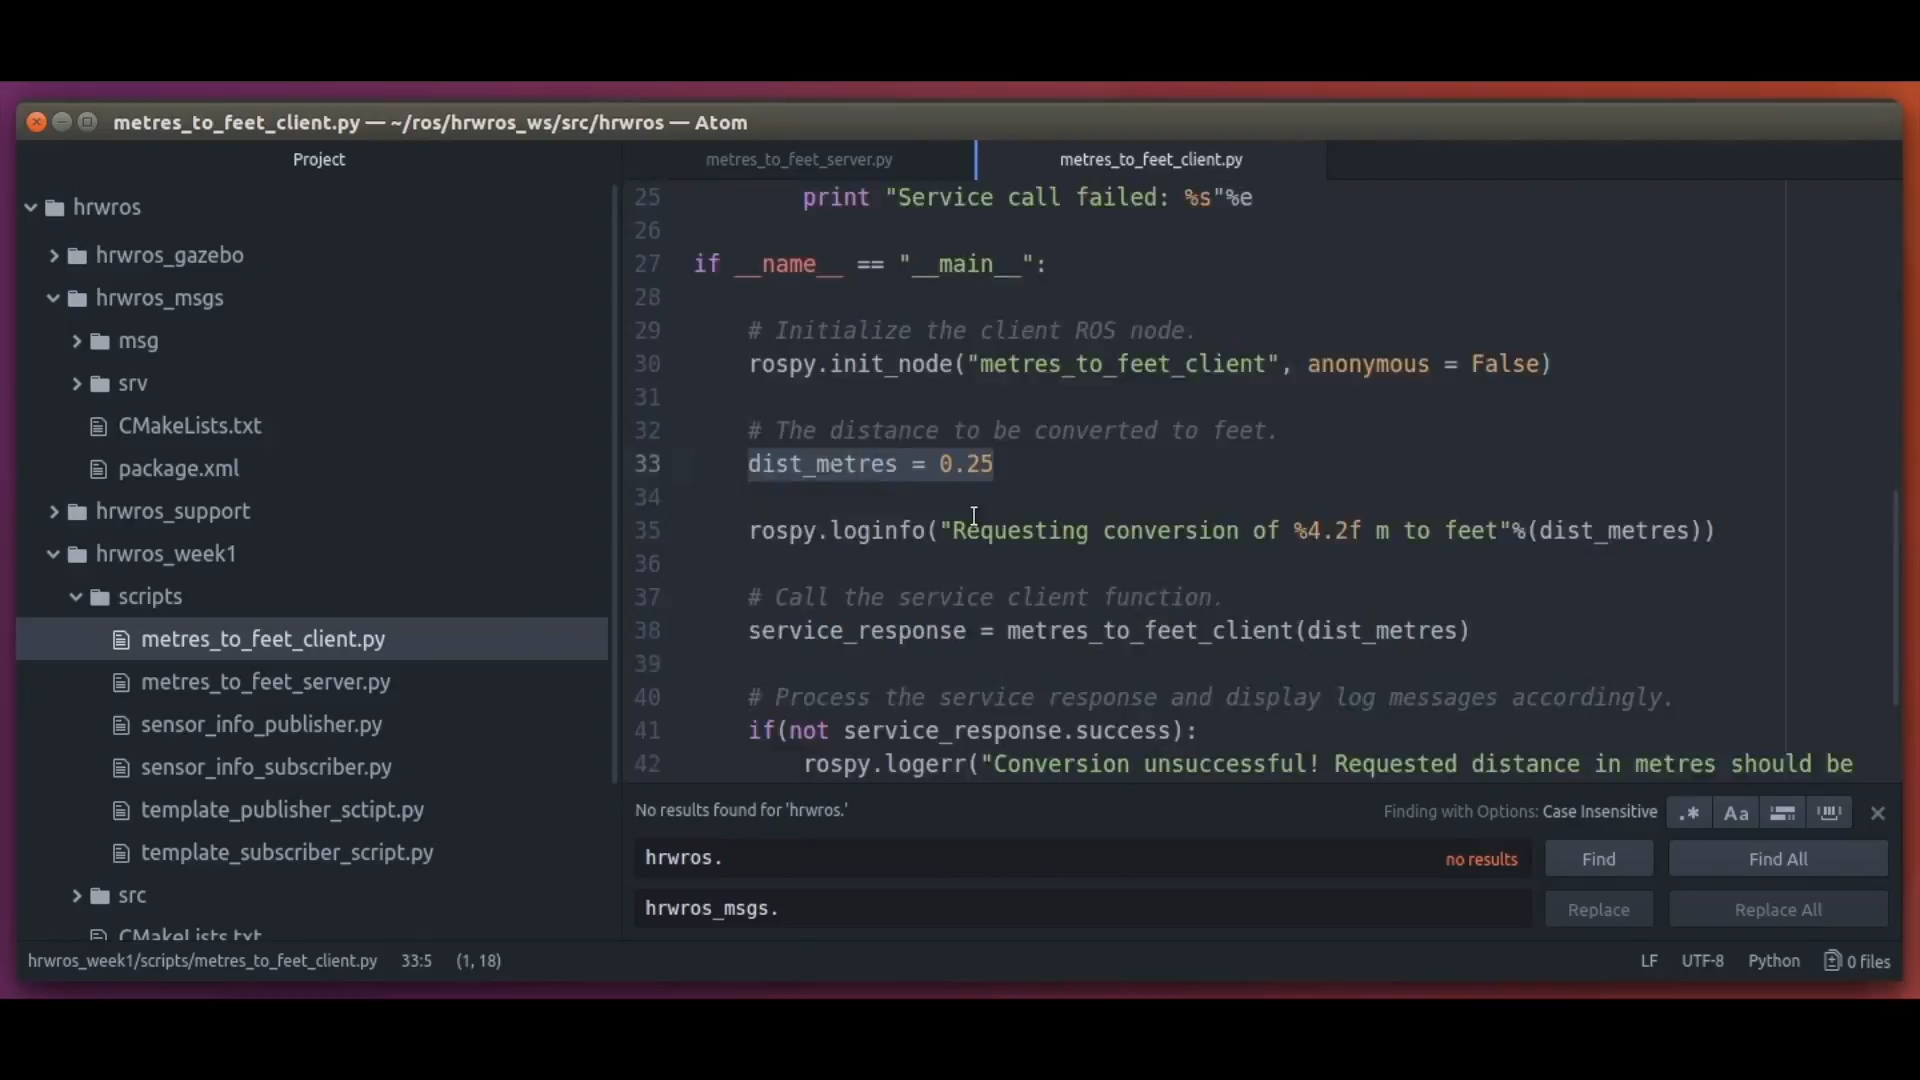 metres_to_feet_client.py — ~/ros/hrwros_ws/src/hrwros — Atom
Project
hrwros
hrwros_gazebo
hrwros_msgs
msg
srv
CMakeLists.txt
package.xml
hrwros_support
hrwros_week1
scripts
metres_to_feet_client.py
metres_to_feet_server.py
sensor_info_publisher.py
sensor_info_subscriber.py
template_publisher_sctipt.py
template_subscriber_script.py
src
CMakeLists.txt
metres_to_feet_server.py
metres_to_feet_client.py
25 print "Service call failed: %s"%e
26
27 if __name__ == "__main__":
28
29 # Initialize the client ROS node.
30 rospy.init_node("metres_to_feet_client", anonymous = False)
31
32 # The distance to be converted to feet.
33 dist_metres = 0.25
34
35 rospy.loginfo("Requesting conversion of %4.2f m to feet"%(dist_metres))
36
37 # Call the service client function.
38 service_response = metres_to_feet_client(dist_metres)
39
40 # Process the service response and display log messages accordingly.
41 if(not service_response.success):
42 rospy.logerr("Conversion unsuccessful! Requested distance in metres should be
No results found for 'hrwros.'
Finding with Options: Case Insensitive
.* Aa
hrwros.
no results
Find
Find All
hrwros_msgs.
Replace
Replace All
hrwros_week1/scripts/metres_to_feet_client.py 33:5 (1, 18)
LF UTF-8 Python 0 files